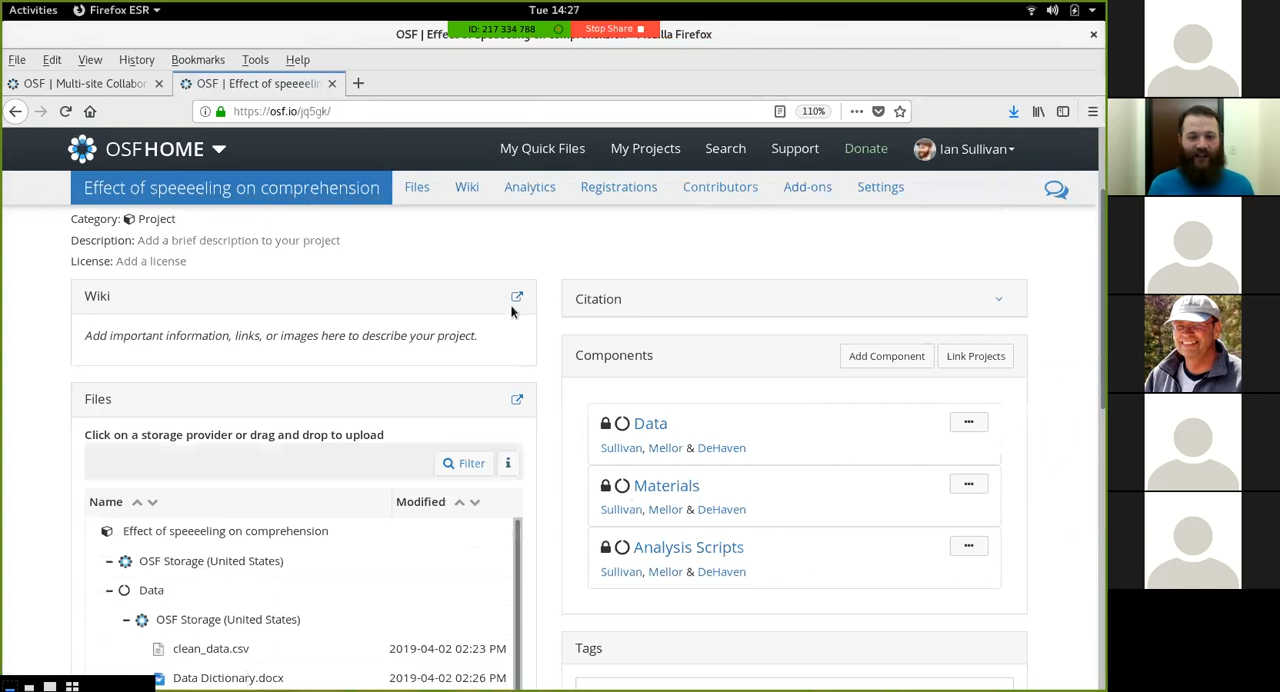 Activities Firefox ESR Tue 14:27
ID: 217 334 788 Stop Share
OSF | Effect of speeeeling on comprehension - Mozilla Firefox
File Edit View History Bookmarks Tools Help
OSF | Multi-site Collabor OSF | Effect of speeeelin
https://osf.io/jq5gk/ 110%
OSFHOME My Quick Files My Projects Search Support Donate Ian Sullivan
Effect of speeeeling on comprehension Files Wiki Analytics Registrations Contributors Add-ons Settings
Category: Project
Description: Add a brief description to your project
License: Add a license
Wiki
Add important information, links, or images here to describe your project.
Files
Click on a storage provider or drag and drop to upload
Filter
Name Modified
Effect of speeeeling on comprehension
OSF Storage (United States)
Data
OSF Storage (United States)
clean_data.csv 2019-04-02 02:23 PM
Data Dictionary.docx 2019-04-02 02:26 PM
Citation
Components Add Component Link Projects
Data
Sullivan, Mellor & DeHaven
Materials
Sullivan, Mellor & DeHaven
Analysis Scripts
Sullivan, Mellor & DeHaven
Tags